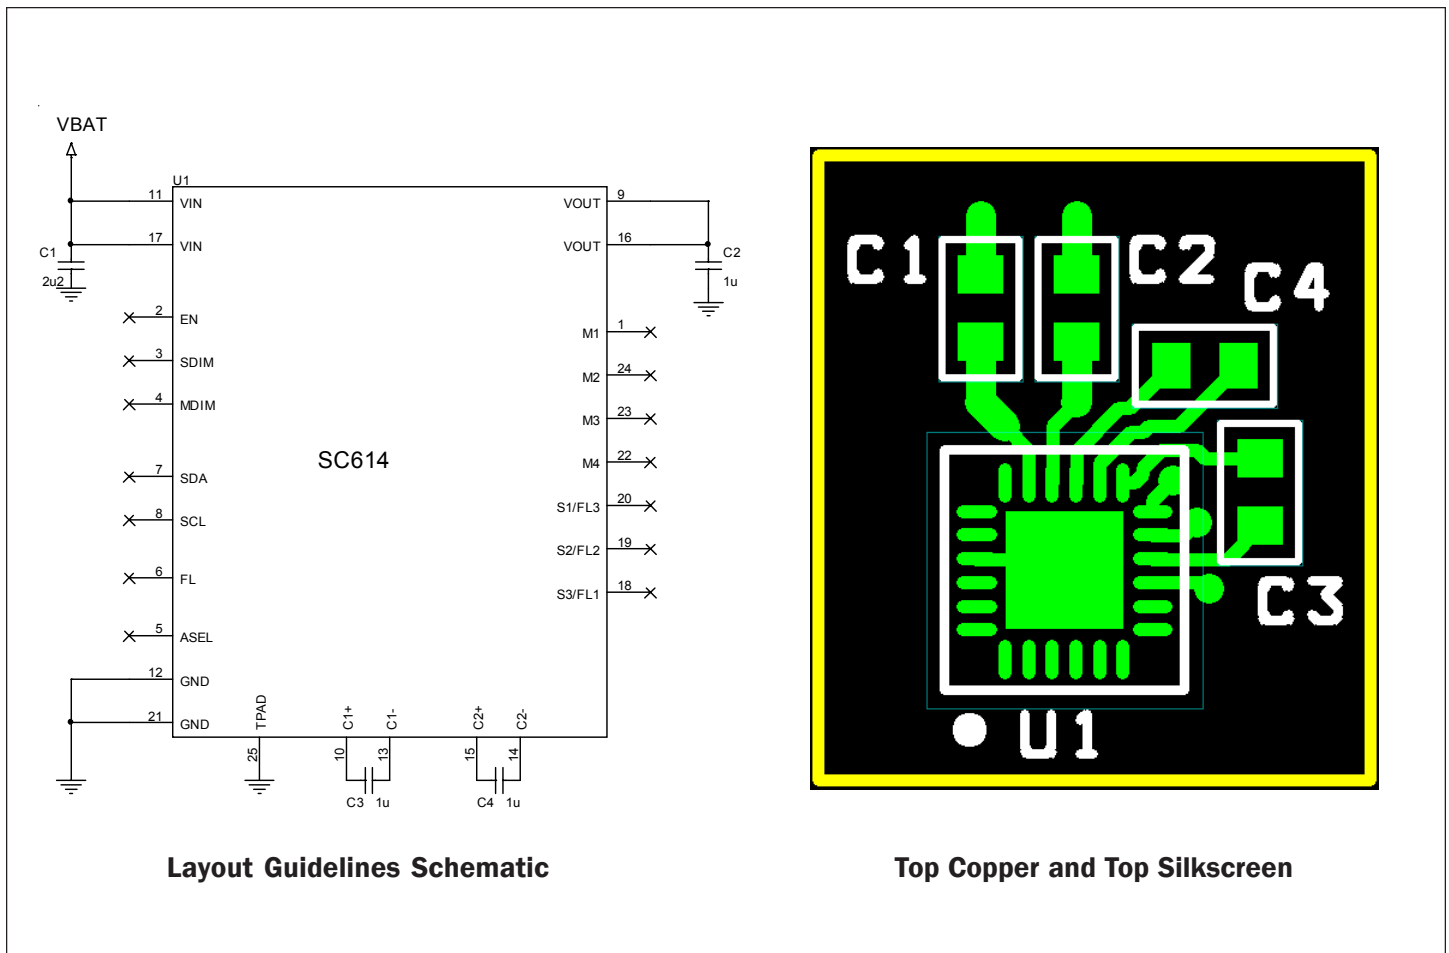 VBAT
U1
11 VIN
VOUT 9
17 VIN
VOUT 16
C1
2u2
C2
1u
2 EN
M1 1
3 SDIM
M2 24
4 MDIM
M3 23
SC614
M4 22
7 SDA
S1/FL3 20
8 SCL
S2/FL2 19
6 FL
S3/FL1 18
5 ASEL
12 GND
21 GND
TPAD
C1+
C1-
C2+
C2-
25
10
13
15
14
C3 1u
C4 1u
C1
C2
C4
C3
U1
Layout Guidelines Schematic
Top Copper and Top Silkscreen